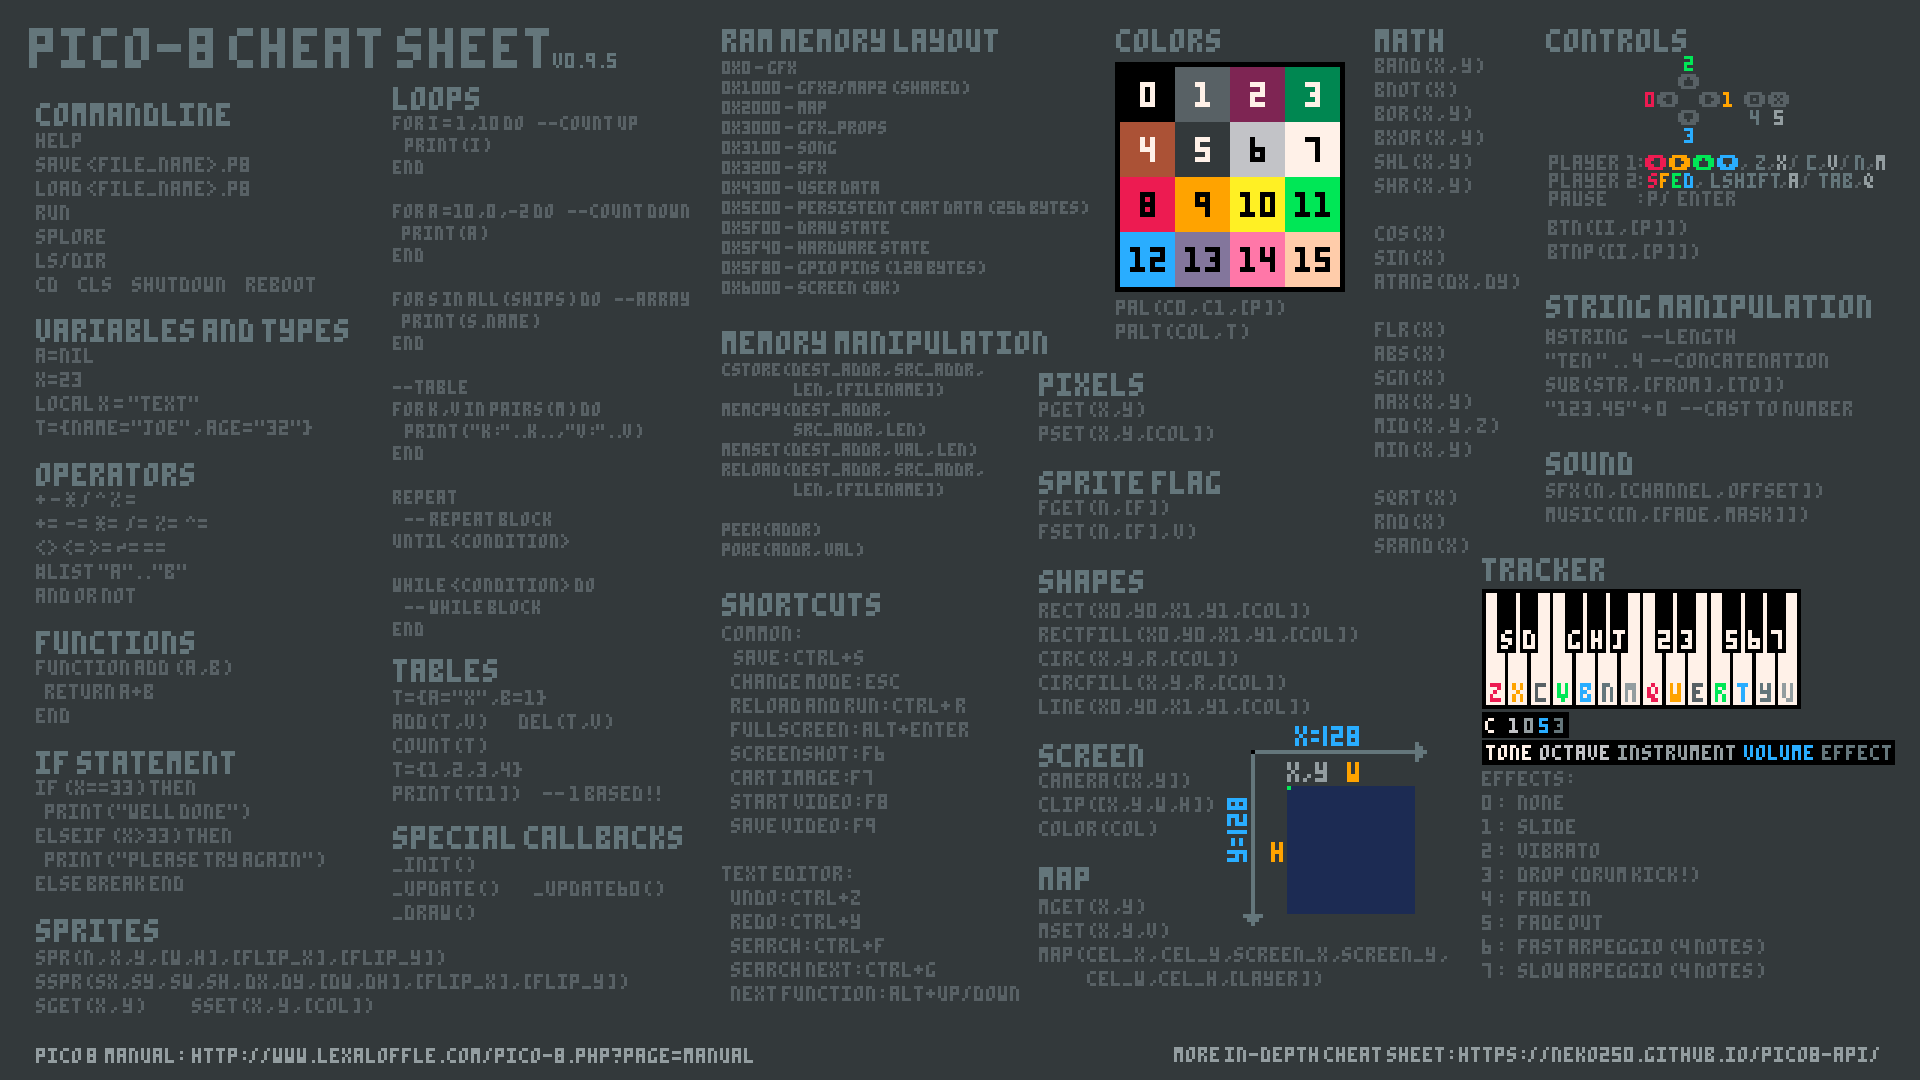 PICO-8 CHEAT SHEET V0.9.5
COMMANDLINE
HELP
SAVE <FILE_NAME>.P8
LOAD <FILE_NAME>.P8
RUN
SPLORE
LS/DIR
CD CLS SHUTDOWN REBOOT
VARIABLES AND TYPES
A=NIL
X=23
LOCAL X = "TEXT"
T={NAME="JOE",AGE="32"}
OPERATORS
+ - * / ^ % =
+= -= *= /= %= ^=
<> <= >= ~= ==
#LIST "A".."B"
AND OR NOT
FUNCTIONS
FUNCTION ADD (A,B)
RETURN A+B
END
IF STATEMENT
IF (X==33) THEN
PRINT("WELL DONE")
ELSEIF (X>33) THEN
PRINT("PLEASE TRY AGAIN")
ELSE BREAK END
SPRITES
SPR(N,X,Y,[W,H],[FLIP_X],[FLIP_Y])
SSPR(SX,SY,SW,SH,DX,DY,[DW,DH],[FLIP_X],[FLIP_Y])
SGET(X,Y) SSET(X,Y,[COL])
LOOPS
FOR I = 1,10 DO --COUNT UP
PRINT(I)
END
FOR A = 10,0,-2 DO --COUNT DOWN
PRINT(A)
END
FOR S IN ALL(SHIPS) DO --ARRAY
PRINT(S.NAME)
END
--TABLE
FOR K,V IN PAIRS(M) DO
PRINT("K:"..K..,"V:"..V)
END
REPEAT
-- REPEAT BLOCK
UNTIL <CONDITION>
WHILE <CONDITION> DO
-- WHILE BLOCK
END
TABLES
T={A="X",B=1}
ADD(T,V) DEL(T,V)
COUNT(T)
T={1,2,3,4}
PRINT(T[1]) --1 BASED!!
SPECIAL CALLBACKS
_INIT()
_UPDATE() _UPDATE60()
_DRAW()
RAM MEMORY LAYOUT
0X0 - GFX
0X1000 - GFX2/MAP2 (SHARED)
0X2000 - MAP
0X3000 - GFX_PROPS
0X3100 - SONG
0X3200 - SFX
0X4300 - USER DATA
0X5E00 - PERSISTENT CART DATA (256 BYTES)
0X5F00 - DRAW STATE
0X5F40 - HARDWARE STATE
0X5F80 - GPIO PINS (128 BYTES)
0X6000 - SCREEN (8K)
MEMORY MANIPULATION
CSTORE(DEST_ADDR, SRC_ADDR,
LEN,[FILENAME])
MEMCPY(DEST_ADDR,
SRC_ADDR, LEN)
MEMSET(DEST_ADDR, VAL, LEN)
RELOAD(DEST_ADDR, SRC_ADDR,
LEN,[FILENAME])
PEEK(ADDR)
POKE(ADDR,VAL)
SHORTCUTS
COMMON:
SAVE:CTRL+S
CHANGE MODE:ESC
RELOAD AND RUN:CTRL+R
FULLSCREEN:ALT+ENTER
SCREENSHOT:F6
CART IMAGE:F7
START VIDEO:F8
SAVE VIDEO:F9
TEXT EDITOR:
UNDO:CTRL+Z
REDO:CTRL+Y
SEARCH:CTRL+F
SEARCH NEXT:CTRL+G
NEXT FUNCTION:ALT+UP/DOWN
COLORS
0 1 2 3
4 5 6 7
8 9 10 11
12 13 14 15
PAL(C0,C1,[P])
PALT(COL,T)
PIXELS
PGET(X,Y)
PSET(X,Y,[COL])
SPRITE FLAG
FGET(N,[F])
FSET(N,[F],V)
SHAPES
RECT(X0,Y0,X1,Y1,[COL])
RECTFILL(X0,Y0,X1,Y1,[COL])
CIRC(X,Y,R,[COL])
CIRCFILL(X,Y,R,[COL])
LINE(X0,Y0,X1,Y1,[COL])
SCREEN
CAMERA([X,Y])
CLIP([X,Y,W,H])
COLOR(COL)
X=128
X,Y W
Y=128
H
MAP
MGET(X,Y)
MSET(X,Y,V)
MAP(CEL_X,CEL_Y,SCREEN_X,SCREEN_Y,
CEL_W,CEL_H,[LAYER])
MATH
BAND(X,Y)
BNOT(X)
BOR(X,Y)
BXOR(X,Y)
SHL(X,Y)
SHR(X,Y)
COS(X)
SIN(X)
ATAN2(DX,DY)
FLR(X)
ABS(X)
SGN(X)
MAX(X,Y)
MID(X,Y,Z)
MIN(X,Y)
SQRT(X)
RND(X)
SRAND(X)
CONTROLS
2
0 1
4 5
3
PLAYER 1: , Z,X/ C,V/ N,M
PLAYER 2:SFED, LSHIFT,A/ TAB,Q
PAUSE :P/ ENTER
BTN([I,[P]])
BTNP([I,[P]])
STRING MANIPULATION
#STRING --LENGTH
"TEN"..4 --CONCATENATION
SUB(STR,[FROM],[TO])
"123.45"+0 --CAST TO NUMBER
SOUND
SFX(N,[CHANNEL,OFFSET])
MUSIC([N,[FADE,MASK]])
TRACKER
S D G H J 2 3 5 6 7
Z X C V B N M Q W E R T Y U
C 1053
TONE OCTAVE INSTRUMENT VOLUME EFFECT
EFFECTS:
0: NONE
1: SLIDE
2: VIBRATO
3: DROP (DRUM KICK!)
4: FADE IN
5: FADE OUT
6: FAST ARPEGGIO (4 NOTES)
7: SLOW ARPEGGIO (4 NOTES)
PICO8 MANUAL: HTTP://WWW.LEXALOFFLE.COM/PICO-8.PHP?PAGE=MANUAL
MORE IN-DEPTH CHEAT SHEET:HTTPS://NEKO250.GITHUB.IO/PICO8-API/